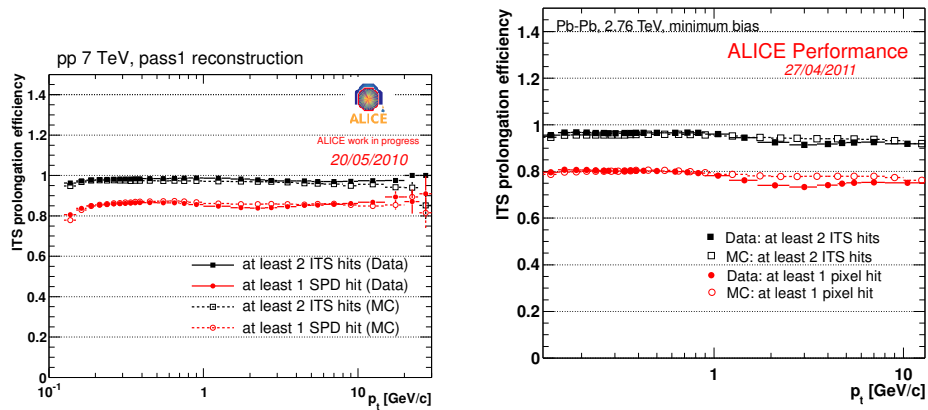 pp 7 TeV, pass1 reconstruction
ITS prolongation efficiency
1.4
1.2
1
0.8
0.6
0.4
0.2
0
ALICE
ALICE work in progress
20/05/2010
at least 2 ITS hits (Data)
at least 1 SPD hit (Data)
at least 2 ITS hits (MC)
at least 1 SPD hit (MC)
10⁻¹
1
10
pₜ [GeV/c]
Pb-Pb, 2.76 TeV, minimum bias
ALICE Performance
27/04/2011
ITS prolongation efficiency
1.4
1.2
1
0.8
0.6
0.4
0.2
0
Data: at least 2 ITS hits
MC: at least 2 ITS hits
Data: at least 1 pixel hit
MC: at least 1 pixel hit
1
10
pₜ [GeV/c]